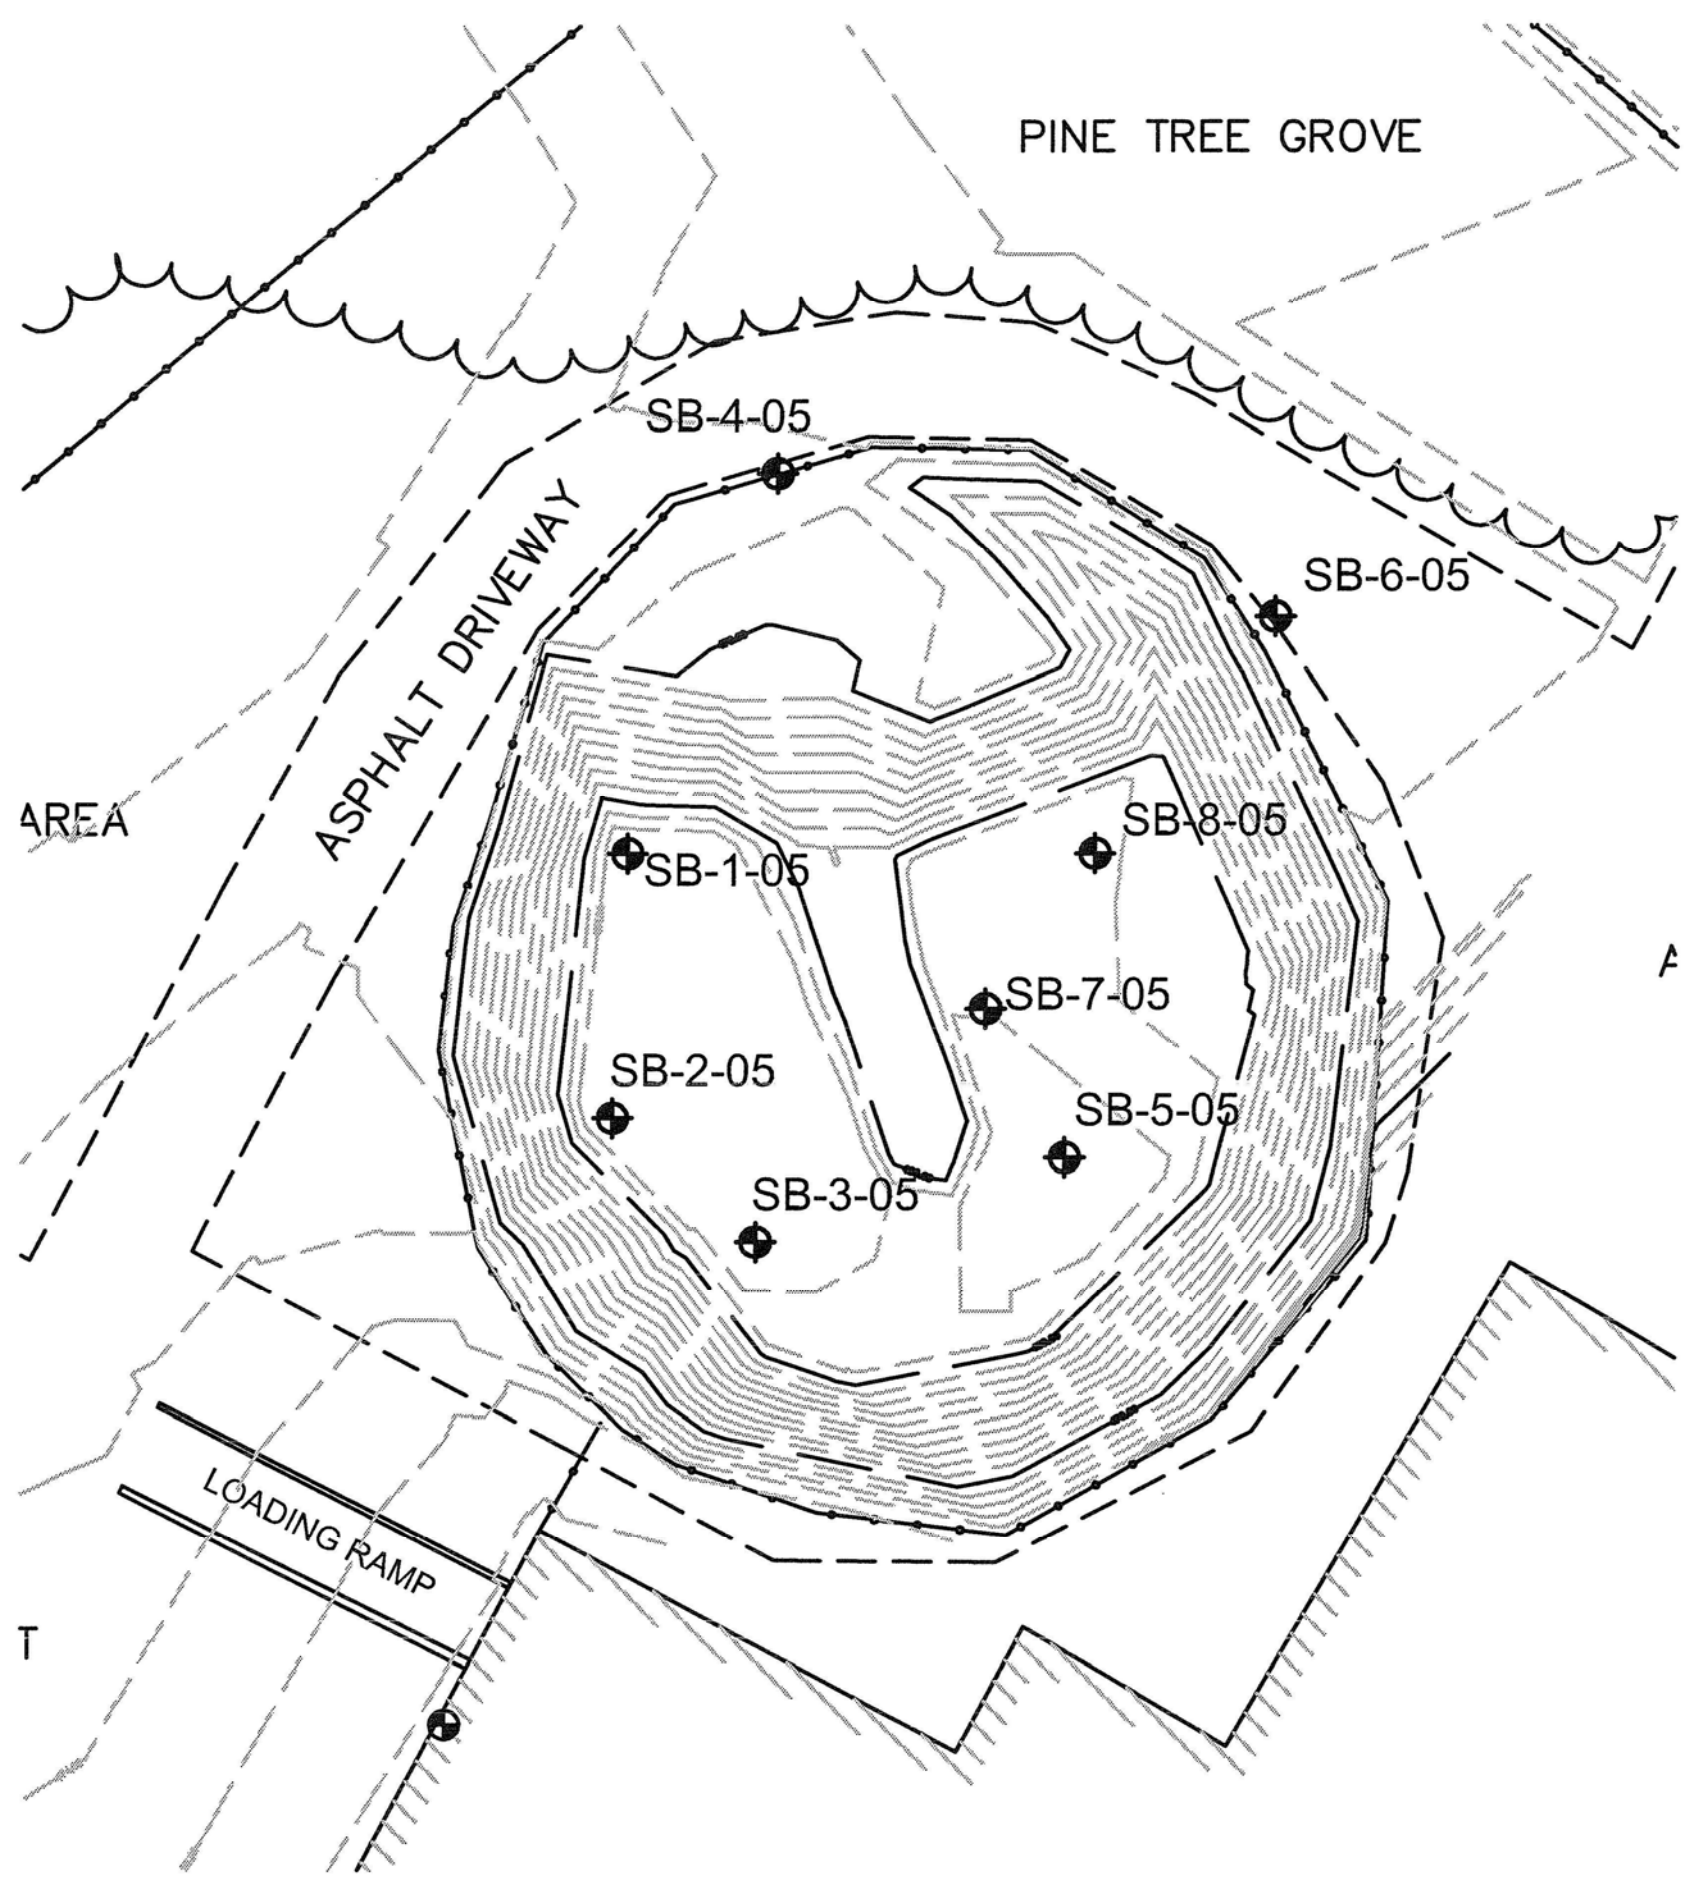 PINE TREE GROVE
SB-4-05
ASPHALT DRIVEWAY
SB-6-05
AREA
SB-8-05
SB-1-05
A
SB-7-05
SB-2-05
SB-5-05
SB-3-05
LOADING RAMP
T